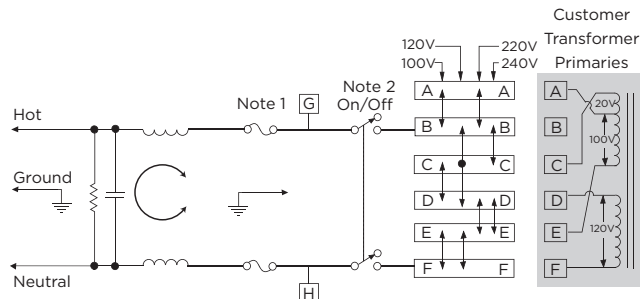 Customer
Transformer
Primaries
120V 220V
100V 240V
Note 1
Note 2
On/Off
G
A A A
20V
Hot
B B B
100V
C C C
Ground
D D D
E E E
120V
Neutral
F F F
H